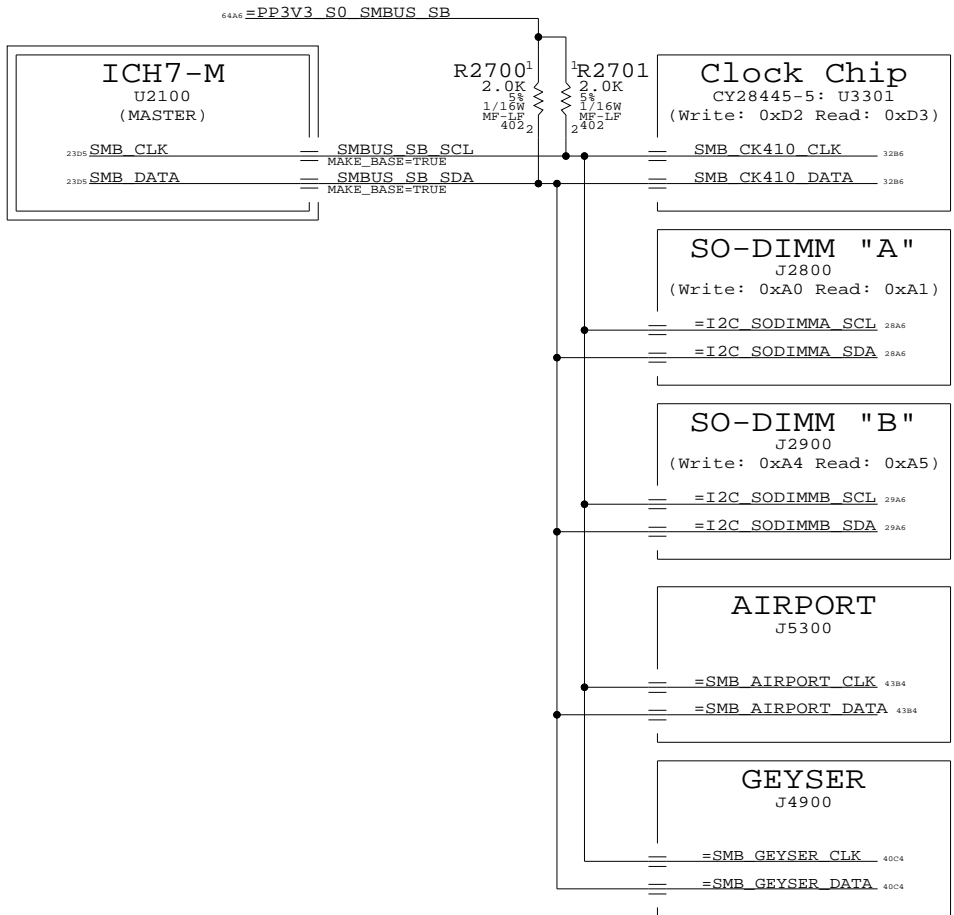 64A6 =PP3V3_S0_SMBUS_SB
ICH7-M
U2100
(MASTER)
23D5 SMB_CLK
23D5 SMB_DATA
SMBUS_SB_SCL
MAKE_BASE=TRUE
SMBUS_SB_SDA
MAKE_BASE=TRUE
R2700 1
2.0K
5%
1/16W
MF-LF
402 2
1 R2701
2.0K
5%
1/16W
MF-LF
2 402
Clock Chip
CY28445-5: U3301
(Write: 0xD2 Read: 0xD3)
SMB_CK410_CLK 32B6
SMB_CK410_DATA 32B6
SO-DIMM "A"
J2800
(Write: 0xA0 Read: 0xA1)
=I2C_SODIMMA_SCL 28A6
=I2C_SODIMMA_SDA 28A6
SO-DIMM "B"
J2900
(Write: 0xA4 Read: 0xA5)
=I2C_SODIMMB_SCL 29A6
=I2C_SODIMMB_SDA 29A6
AIRPORT
J5300
=SMB_AIRPORT_CLK 43B4
=SMB_AIRPORT_DATA 43B4
GEYSER
J4900
=SMB_GEYSER_CLK 40C4
=SMB_GEYSER_DATA 40C4